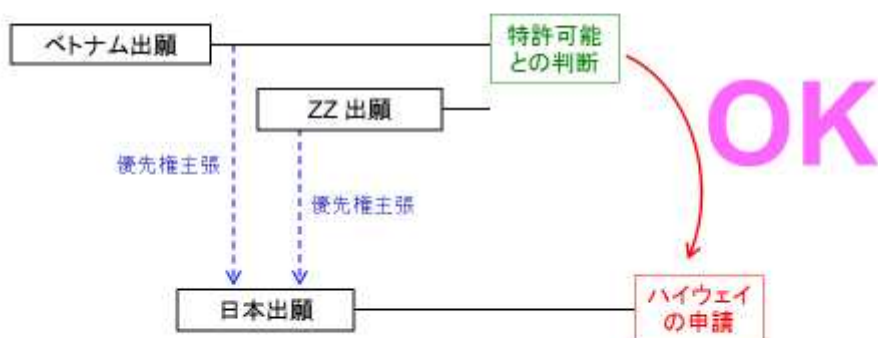 ベトナム出願
特許可能
との判断
OK
ZZ 出願
優先権主張
優先権主張
日本出願
ハイウェイ
の申請